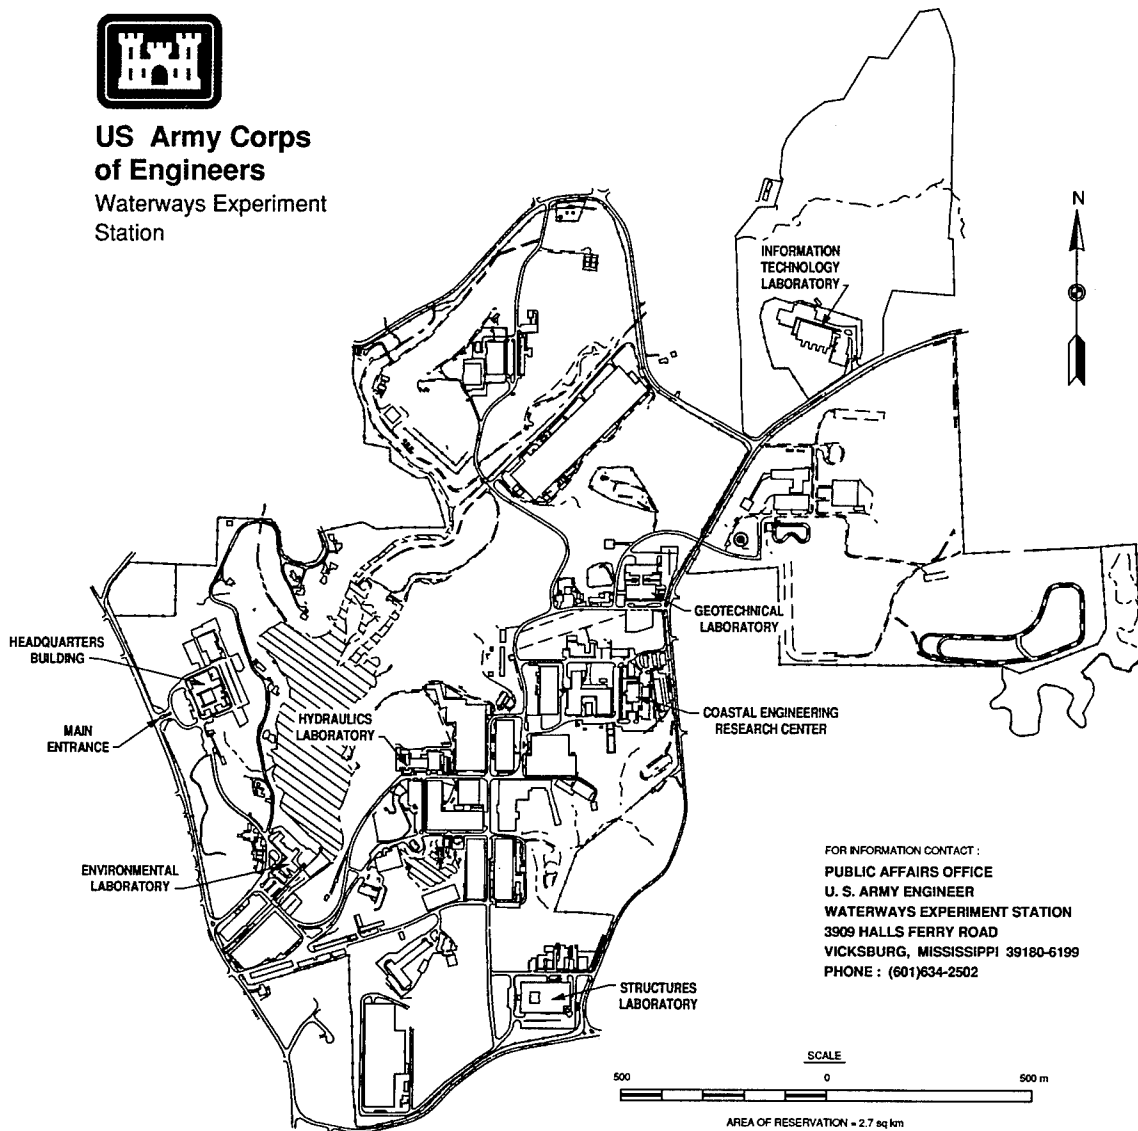 US Army Corps
of Engineers
Waterways Experiment
Station
N
INFORMATION
TECHNOLOGY
LABORATORY
GEOTECHNICAL
LABORATORY
HEADQUARTERS
BUILDING
MAIN
ENTRANCE
HYDRAULICS
LABORATORY
COASTAL ENGINEERING
RESEARCH CENTER
ENVIRONMENTAL
LABORATORY
STRUCTURES
LABORATORY
FOR INFORMATION CONTACT :
PUBLIC AFFAIRS OFFICE
U. S. ARMY ENGINEER
WATERWAYS EXPERIMENT STATION
3909 HALLS FERRY ROAD
VICKSBURG, MISSISSIPPI 39180-6199
PHONE : (601)634-2502
SCALE
500 0 500 m
AREA OF RESERVATION = 2.7 sq km